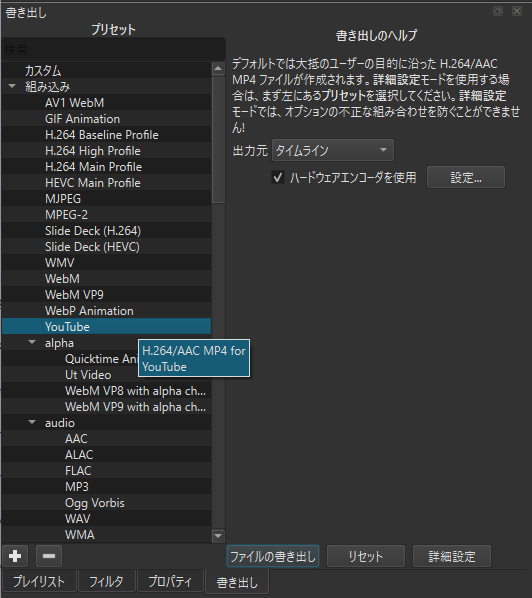 書き出し
プリセット
検索
カスタム
組み込み
AV1 WebM
GIF Animation
H.264 Baseline Profile
H.264 High Profile
H.264 Main Profile
HEVC Main Profile
MJPEG
MPEG-2
Slide Deck (H.264)
Slide Deck (HEVC)
WMV
WebM
WebM VP9
WebP Animation
YouTube
alpha
Quicktime Ani
Ut Video
WebM VP8 with alpha ch...
WebM VP9 with alpha ch...
H.264/AAC MP4 for
YouTube
audio
AAC
ALAC
FLAC
MP3
Ogg Vorbis
WAV
WMA
書き出しのヘルプ
デフォルトでは大抵のユーザーの目的に沿った H.264/AAC
MP4 ファイルが作成されます。詳細設定モードを使用する場
合は、まず左にあるプリセットを選択してください。詳細設定
モードでは、オプションの不正な組み合わせを防ぐことができませ
ん!
出力元 タイムライン
ハードウェアエンコーダを使用 設定...
ファイルの書き出し リセット 詳細設定
プレイリスト フィルタ プロパティ 書き出し